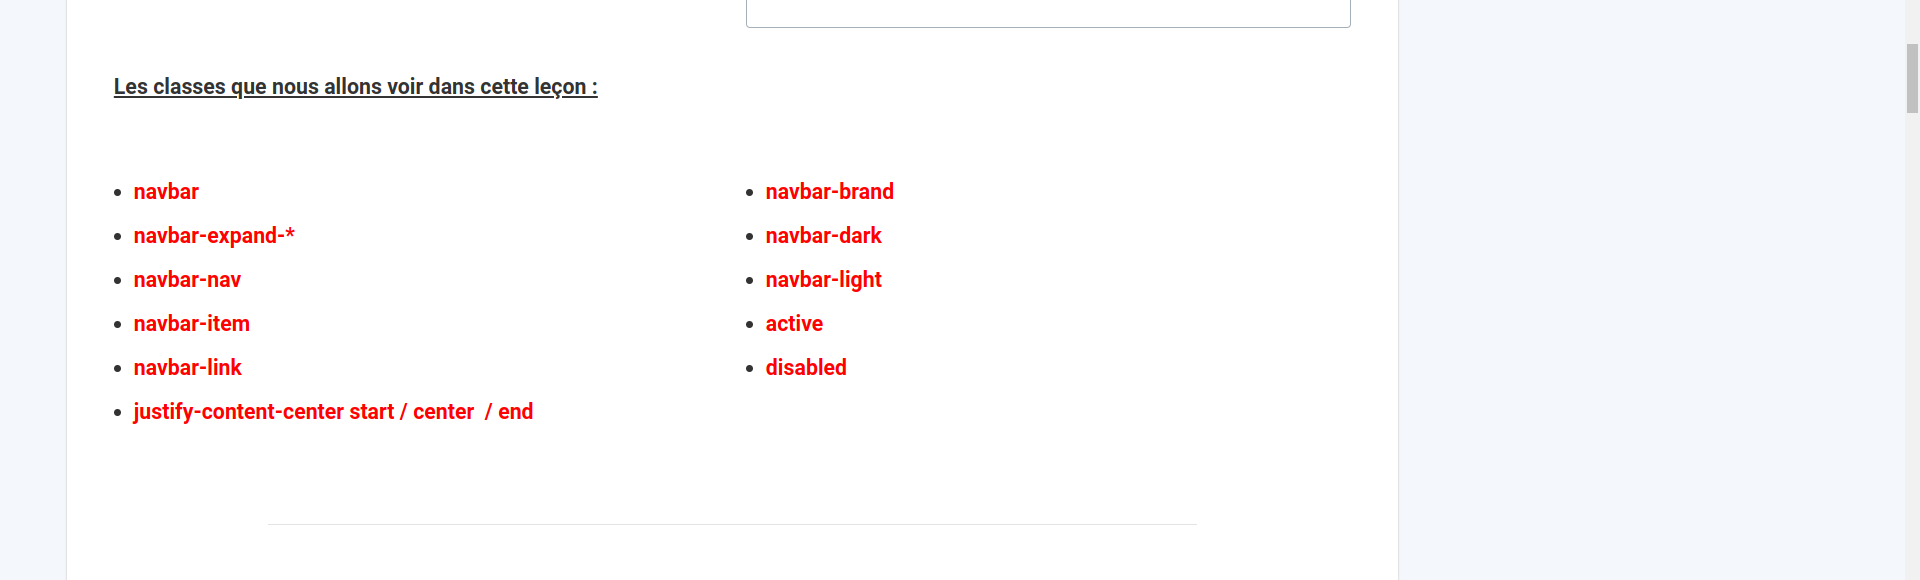 Les classes que nous allons voir dans cette leçon :
navbar
navbar-expand-*
navbar-nav
navbar-item
navbar-link
justify-content-center start / center  / end
navbar-brand
navbar-dark
navbar-light
active
disabled